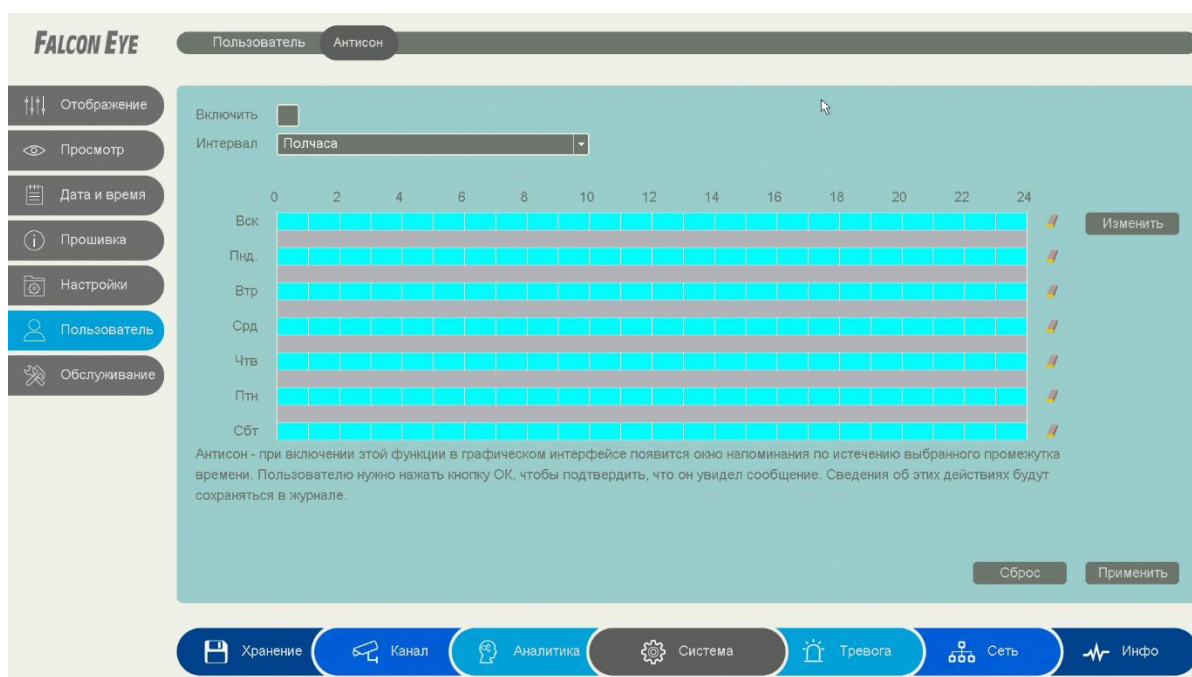 FALCON EYE
Пользователь Антисон
Отображение
Просмотр
Дата и время
Прошивка
Настройки
Пользователь
Обслуживание
Включить
Интервал Полчаса
0 2 4 6 8 10 12 14 16 18 20 22 24
Вск
Изменить
Пнд.
Втр
Срд
Чтв
Птн
Сбт
Антисон - при включении этой функции в графическом интерфейсе появится окно напоминания по истечению выбранного промежутка
времени. Пользователю нужно нажать кнопку ОК, чтобы подтвердить, что он увидел сообщение. Сведения об этих действиях будут
сохраняться в журнале.
Сброс Применить
Хранение Канал Аналитика Система Тревога Сеть Инфо